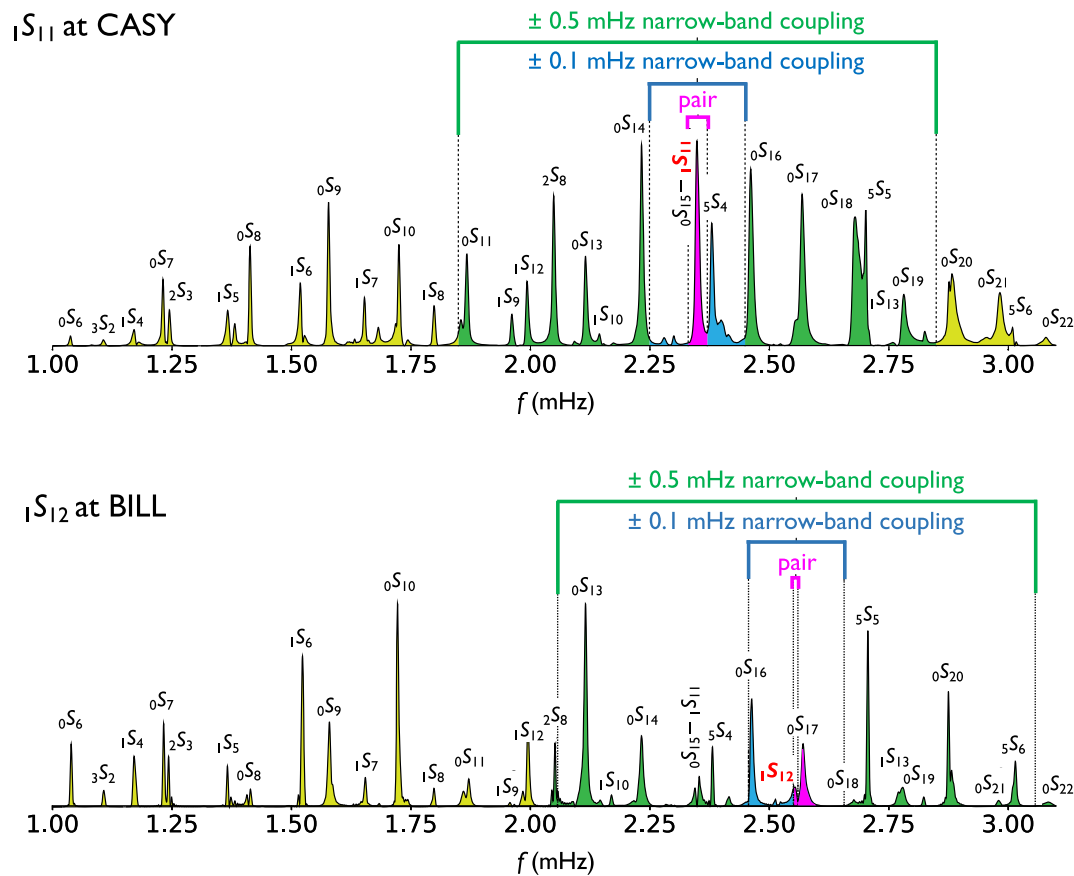 ₁S₁₁ at CASY
± 0.5 mHz narrow-band coupling
± 0.1 mHz narrow-band coupling
pair
₀S₆
₃S₂
₁S₄
₀S₇
₂S₃
₁S₅
₀S₈
₁S₆
₀S₉
₁S₇
₀S₁₀
₁S₈
₀S₁₁
₁S₉
₁S₁₂
₂S₈
₀S₁₃
₁S₁₀
₀S₁₄
₀S₁₅–₁S₁₁
₅S₄
₀S₁₆
₀S₁₇
₀S₁₈
₅S₅
₁S₁₃
₀S₁₉
₀S₂₀
₀S₂₁
₅S₆
₀S₂₂
1.00 1.25 1.50 1.75 2.00 2.25 2.50 2.75 3.00
f (mHz)
₁S₁₂ at BILL
± 0.5 mHz narrow-band coupling
± 0.1 mHz narrow-band coupling
pair
₀S₆
₃S₂
₁S₄
₀S₇
₂S₃
₁S₅
₀S₈
₁S₆
₀S₉
₁S₇
₀S₁₀
₁S₈
₀S₁₁
₁S₉
₁S₁₂
₂S₈
₀S₁₃
₁S₁₀
₀S₁₄
₀S₁₅–₁S₁₁
₅S₄
₀S₁₆
₁S₁₂
₀S₁₇
₀S₁₈
₅S₅
₁S₁₃
₀S₁₉
₀S₂₀
₀S₂₁
₅S₆
₀S₂₂
1.00 1.25 1.50 1.75 2.00 2.25 2.50 2.75 3.00
f (mHz)